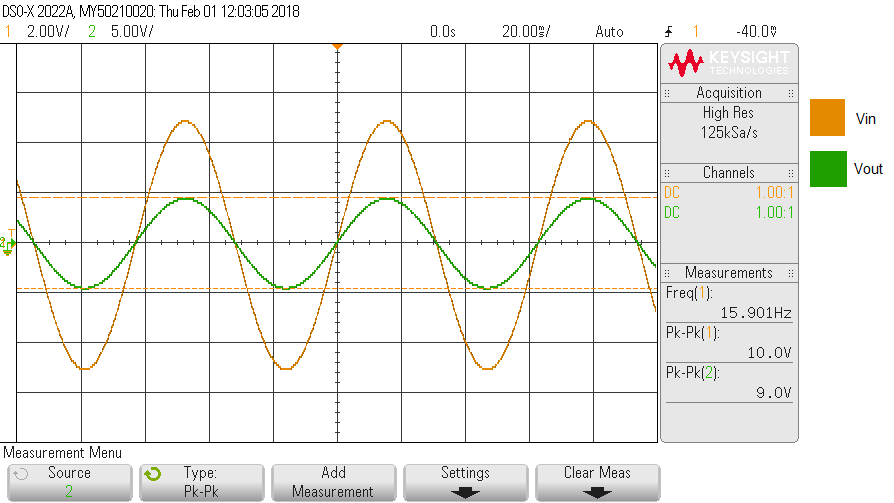 DSO-X 2022A, MY50210020: Thu Feb 01 12:03:05 2018
1 2.00V/ 2 5.00V/ 0.0s 20.00ms/ Auto 1 -40.0mV
KEYSIGHT
TECHNOLOGIES
Acquisition
High Res
125kSa/s
Channels
DC 1.00:1
DC 1.00:1
Measurements
Freq(1):
15.901Hz
Pk-Pk(1):
10.0V
Pk-Pk(2):
9.0V
Vin
Vout
T
2
Measurement Menu
Source
2
Type:
Pk-Pk
Add
Measurement
Settings
Clear Meas